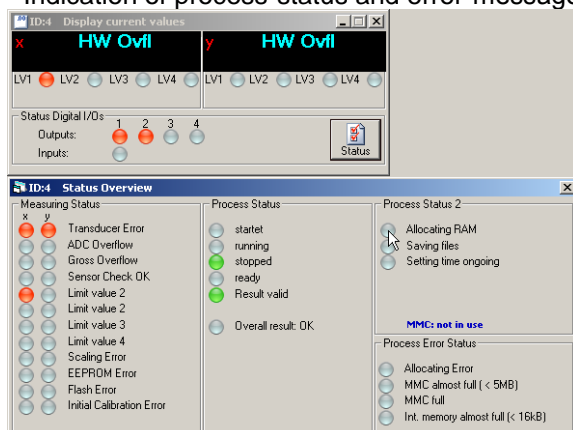 Indication of process-status and error-message
ID:4 Display current values
x HW Ovfl y HW Ovfl
LV1 LV2 LV3 LV4 LV1 LV2 LV3 LV4
Status Digital I/Os
1 2 3 4
Outputs:
Inputs:
Status
ID:4 Status Overview
Measuring Status
x y
Transducer Error
ADC Overflow
Gross Overflow
Sensor Check OK
Limit value 2
Limit value 2
Limit value 3
Limit value 4
Scaling Error
EEPROM Error
Flash Error
Initial Calibration Error
Process Status
startet
running
stopped
ready
Result valid
Overall result: OK
Process Status 2
Allocating RAM
Saving files
Setting time ongoing
MMC: not in use
Process Error Status
Allocating Error
MMC almost full ( < 5MB)
MMC full
Int. memory almost full (< 16kB)